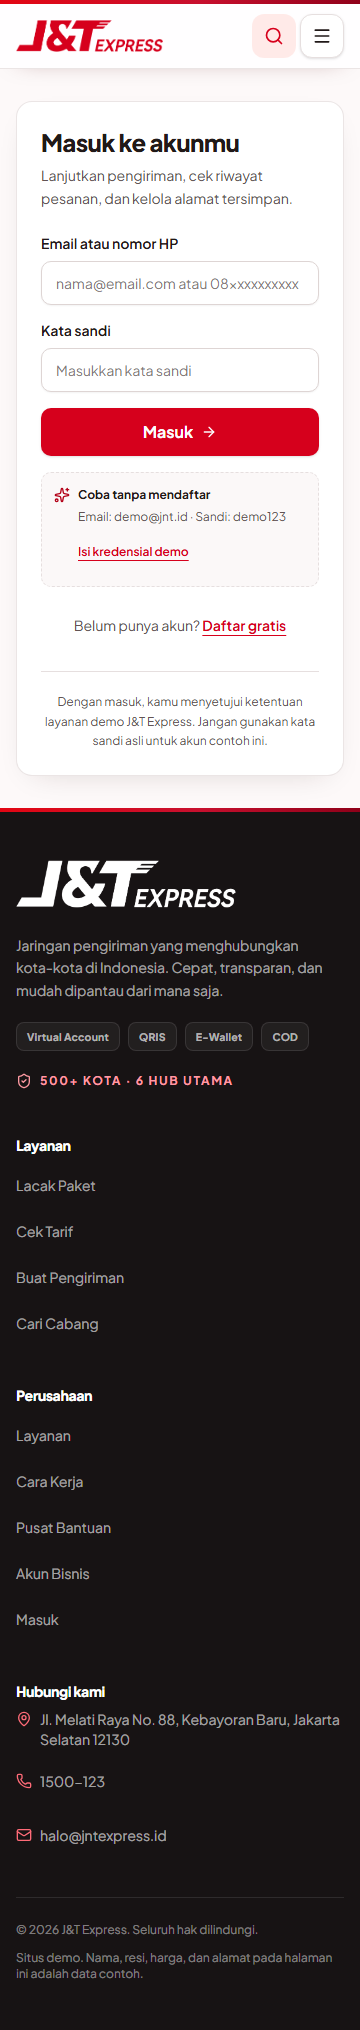 J&T EXPRESS
Masuk ke akunmu
Lanjutkan pengiriman, cek riwayat
pesanan, dan kelola alamat tersimpan.
Email atau nomor HP
nama@email.com atau 08xxxxxxxxxx
Kata sandi
Masukkan kata sandi
Masuk →
Coba tanpa mendaftar
Email: demo@jnt.id · Sandi: demo123
Isi kredensial demo
Belum punya akun? Daftar gratis
Dengan masuk, kamu menyetujui ketentuan
layanan demo J&T Express. Jangan gunakan kata
sandi asli untuk akun contoh ini.
J&T EXPRESS
Jaringan pengiriman yang menghubungkan
kota-kota di Indonesia. Cepat, transparan, dan
mudah dipantau dari mana saja.
Virtual Account QRIS E-Wallet COD
500+ KOTA · 6 HUB UTAMA
Layanan
Lacak Paket
Cek Tarif
Buat Pengiriman
Cari Cabang
Perusahaan
Layanan
Cara Kerja
Pusat Bantuan
Akun Bisnis
Masuk
Hubungi kami
Jl. Melati Raya No. 88, Kebayoran Baru, Jakarta
Selatan 12130
1500-123
halo@jntexpress.id
© 2026 J&T Express. Seluruh hak dilindungi.
Situs demo. Nama, resi, harga, dan alamat pada halaman
ini adalah data contoh.